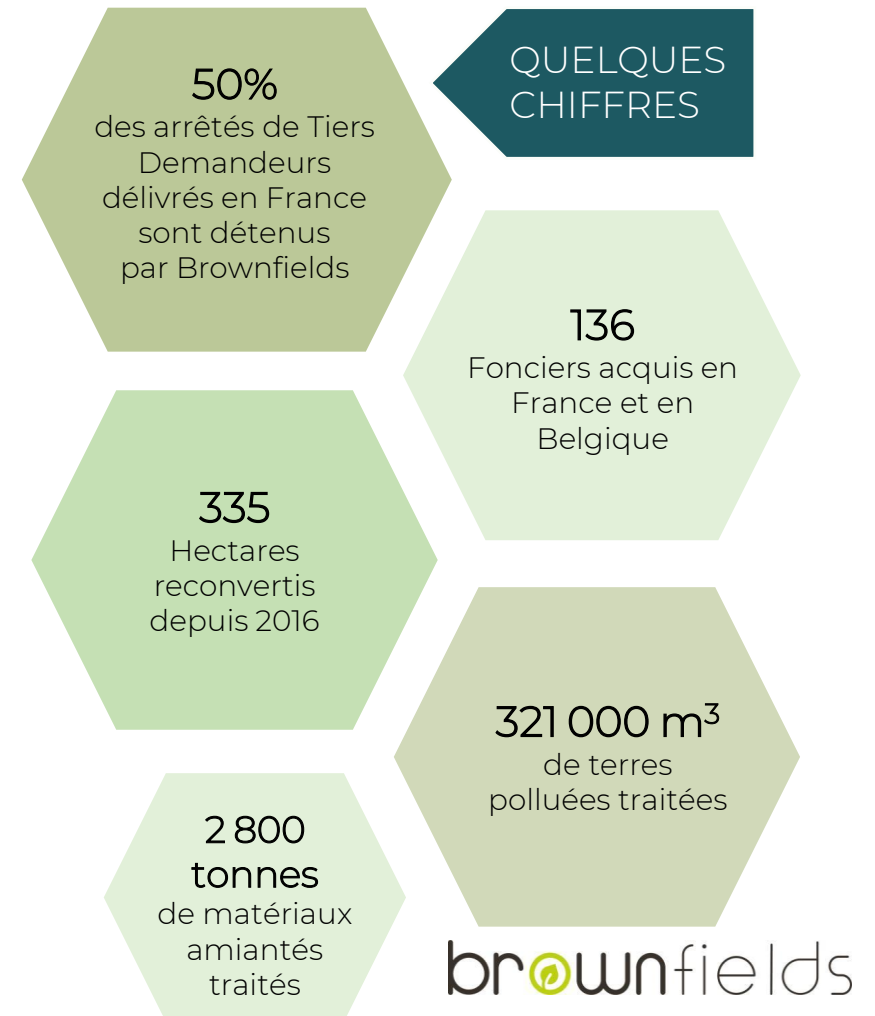 QUELQUES
CHIFFRES
50%
des arrêtés de Tiers
Demandeurs
délivrés en France
sont détenus
par Brownfields
136
Fonciers acquis en
France et en
Belgique
335
Hectares
reconvertis
depuis 2016
321 000 m³
de terres
polluées traitées
2 800
tonnes
de matériaux
amiantés
traités
brownfields